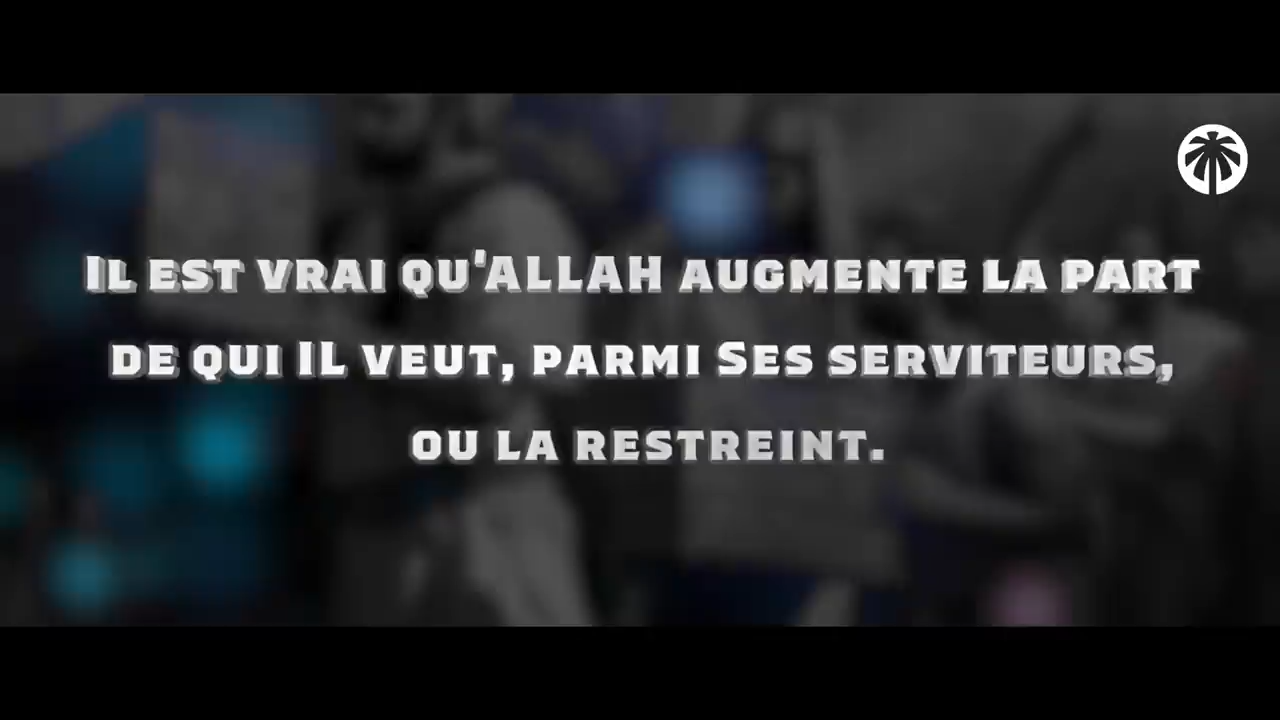 Il est vrai qu'ALLAH augmente la part
de qui IL veut, parmi Ses serviteurs,
ou la restreint.